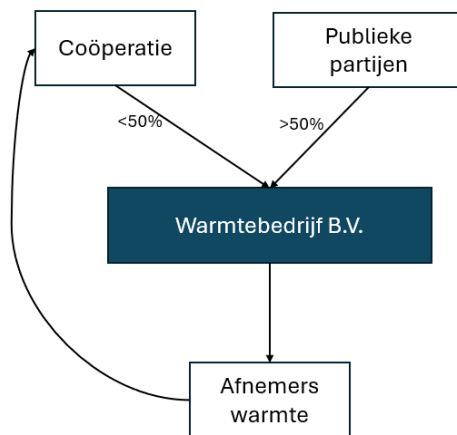 Coöperatie
Publieke
partijen
<50%
>50%
Warmtebedrijf B.V.
Afnemers
warmte